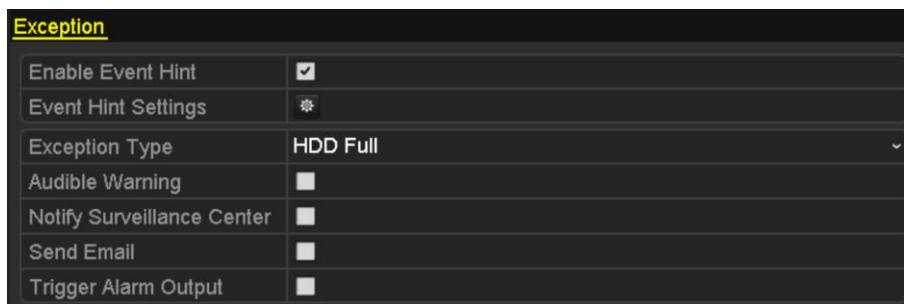 Exception
Enable Event Hint
Event Hint Settings
Exception Type HDD Full
Audible Warning
Notify Surveillance Center
Send Email
Trigger Alarm Output